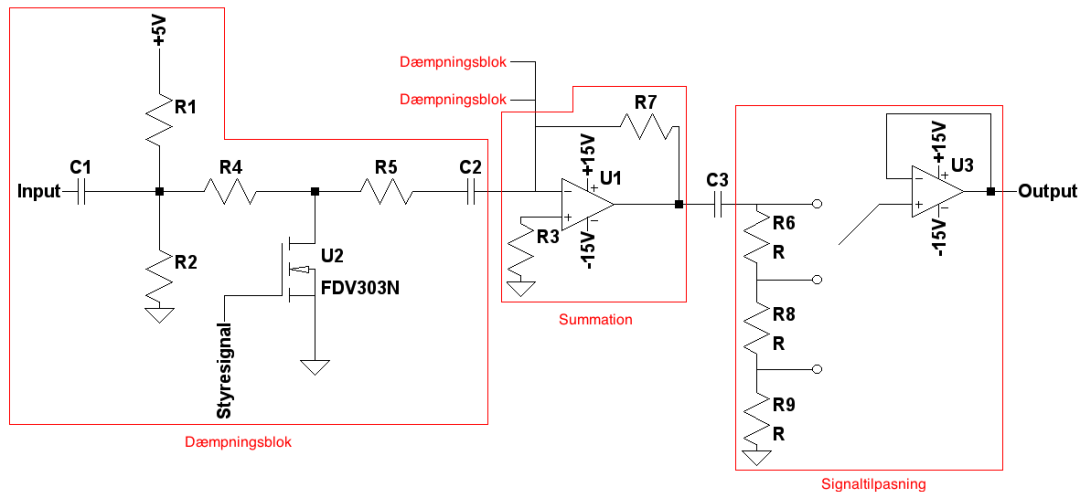 +5V
R1
C1
Input
R4
R5
C2
R2
U2
FDV303N
Styresignal
Dæmpningsblok
Dæmpningsblok
Dæmpningsblok
R7
+15V
U1
-
+
+
-
R3
-15V
Summation
C3
R6
R
R8
R
R9
R
+15V
U3
-
+
+
-
-15V
Output
Signaltilpasning